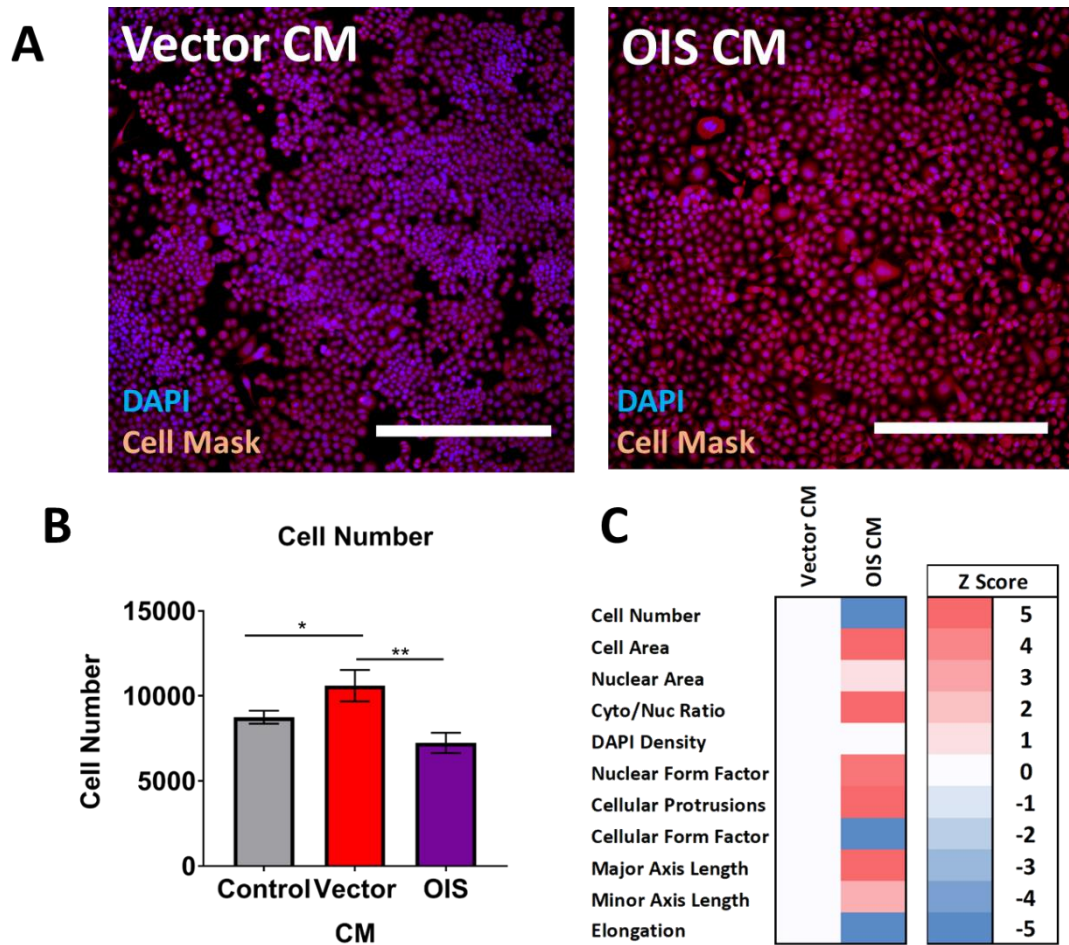 A
Vector CM
OIS CM
DAPI
Cell Mask
DAPI
Cell Mask
B
Cell Number
Cell Number
15000
10000
5000
0
*
**
Control Vector OIS
CM
C
Vector CM
OIS CM
Z Score
Cell Number
Cell Area
Nuclear Area
Cyto/Nuc Ratio
DAPI Density
Nuclear Form Factor
Cellular Protrusions
Cellular Form Factor
Major Axis Length
Minor Axis Length
Elongation
5
4
3
2
1
0
-1
-2
-3
-4
-5